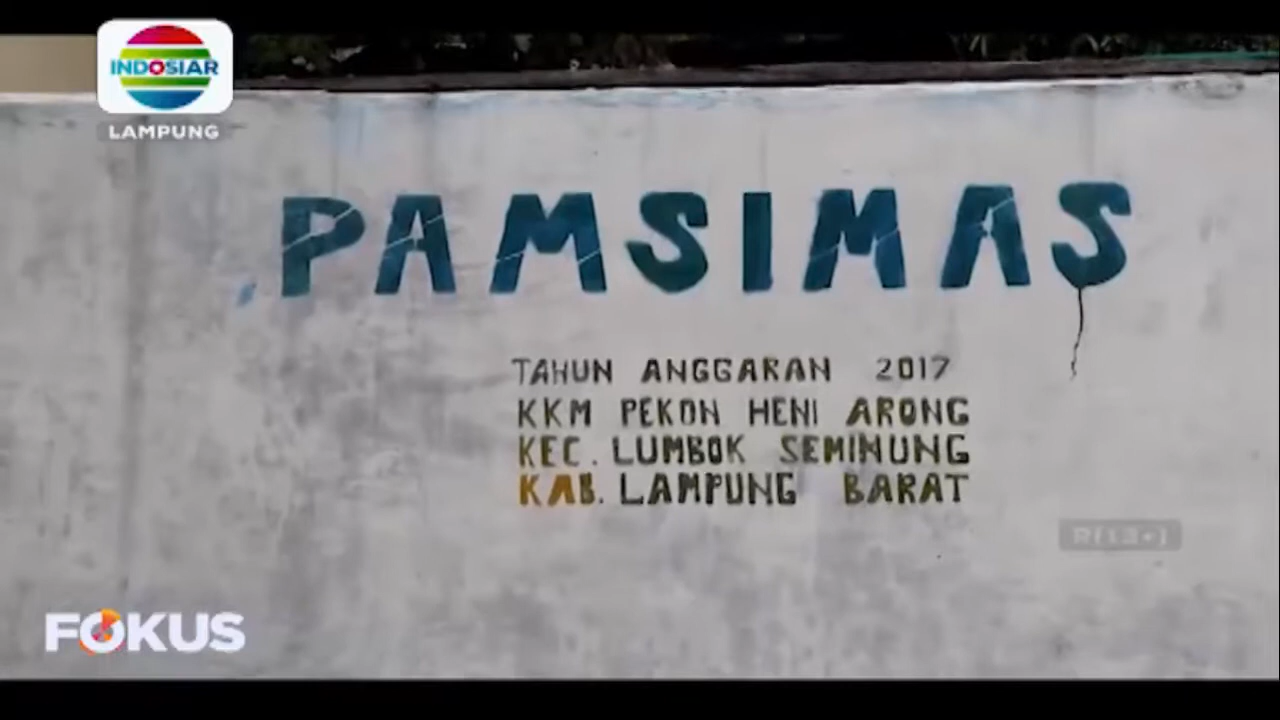 INDOSIAR
LAMPUNG
PAMSIMAS
TAHUN ANGGARAN 2017
KKM PEKON HENI ARONG
KEC. LUMBOK SEMINUNG
KAB. LAMPUNG BARAT
FOKUS